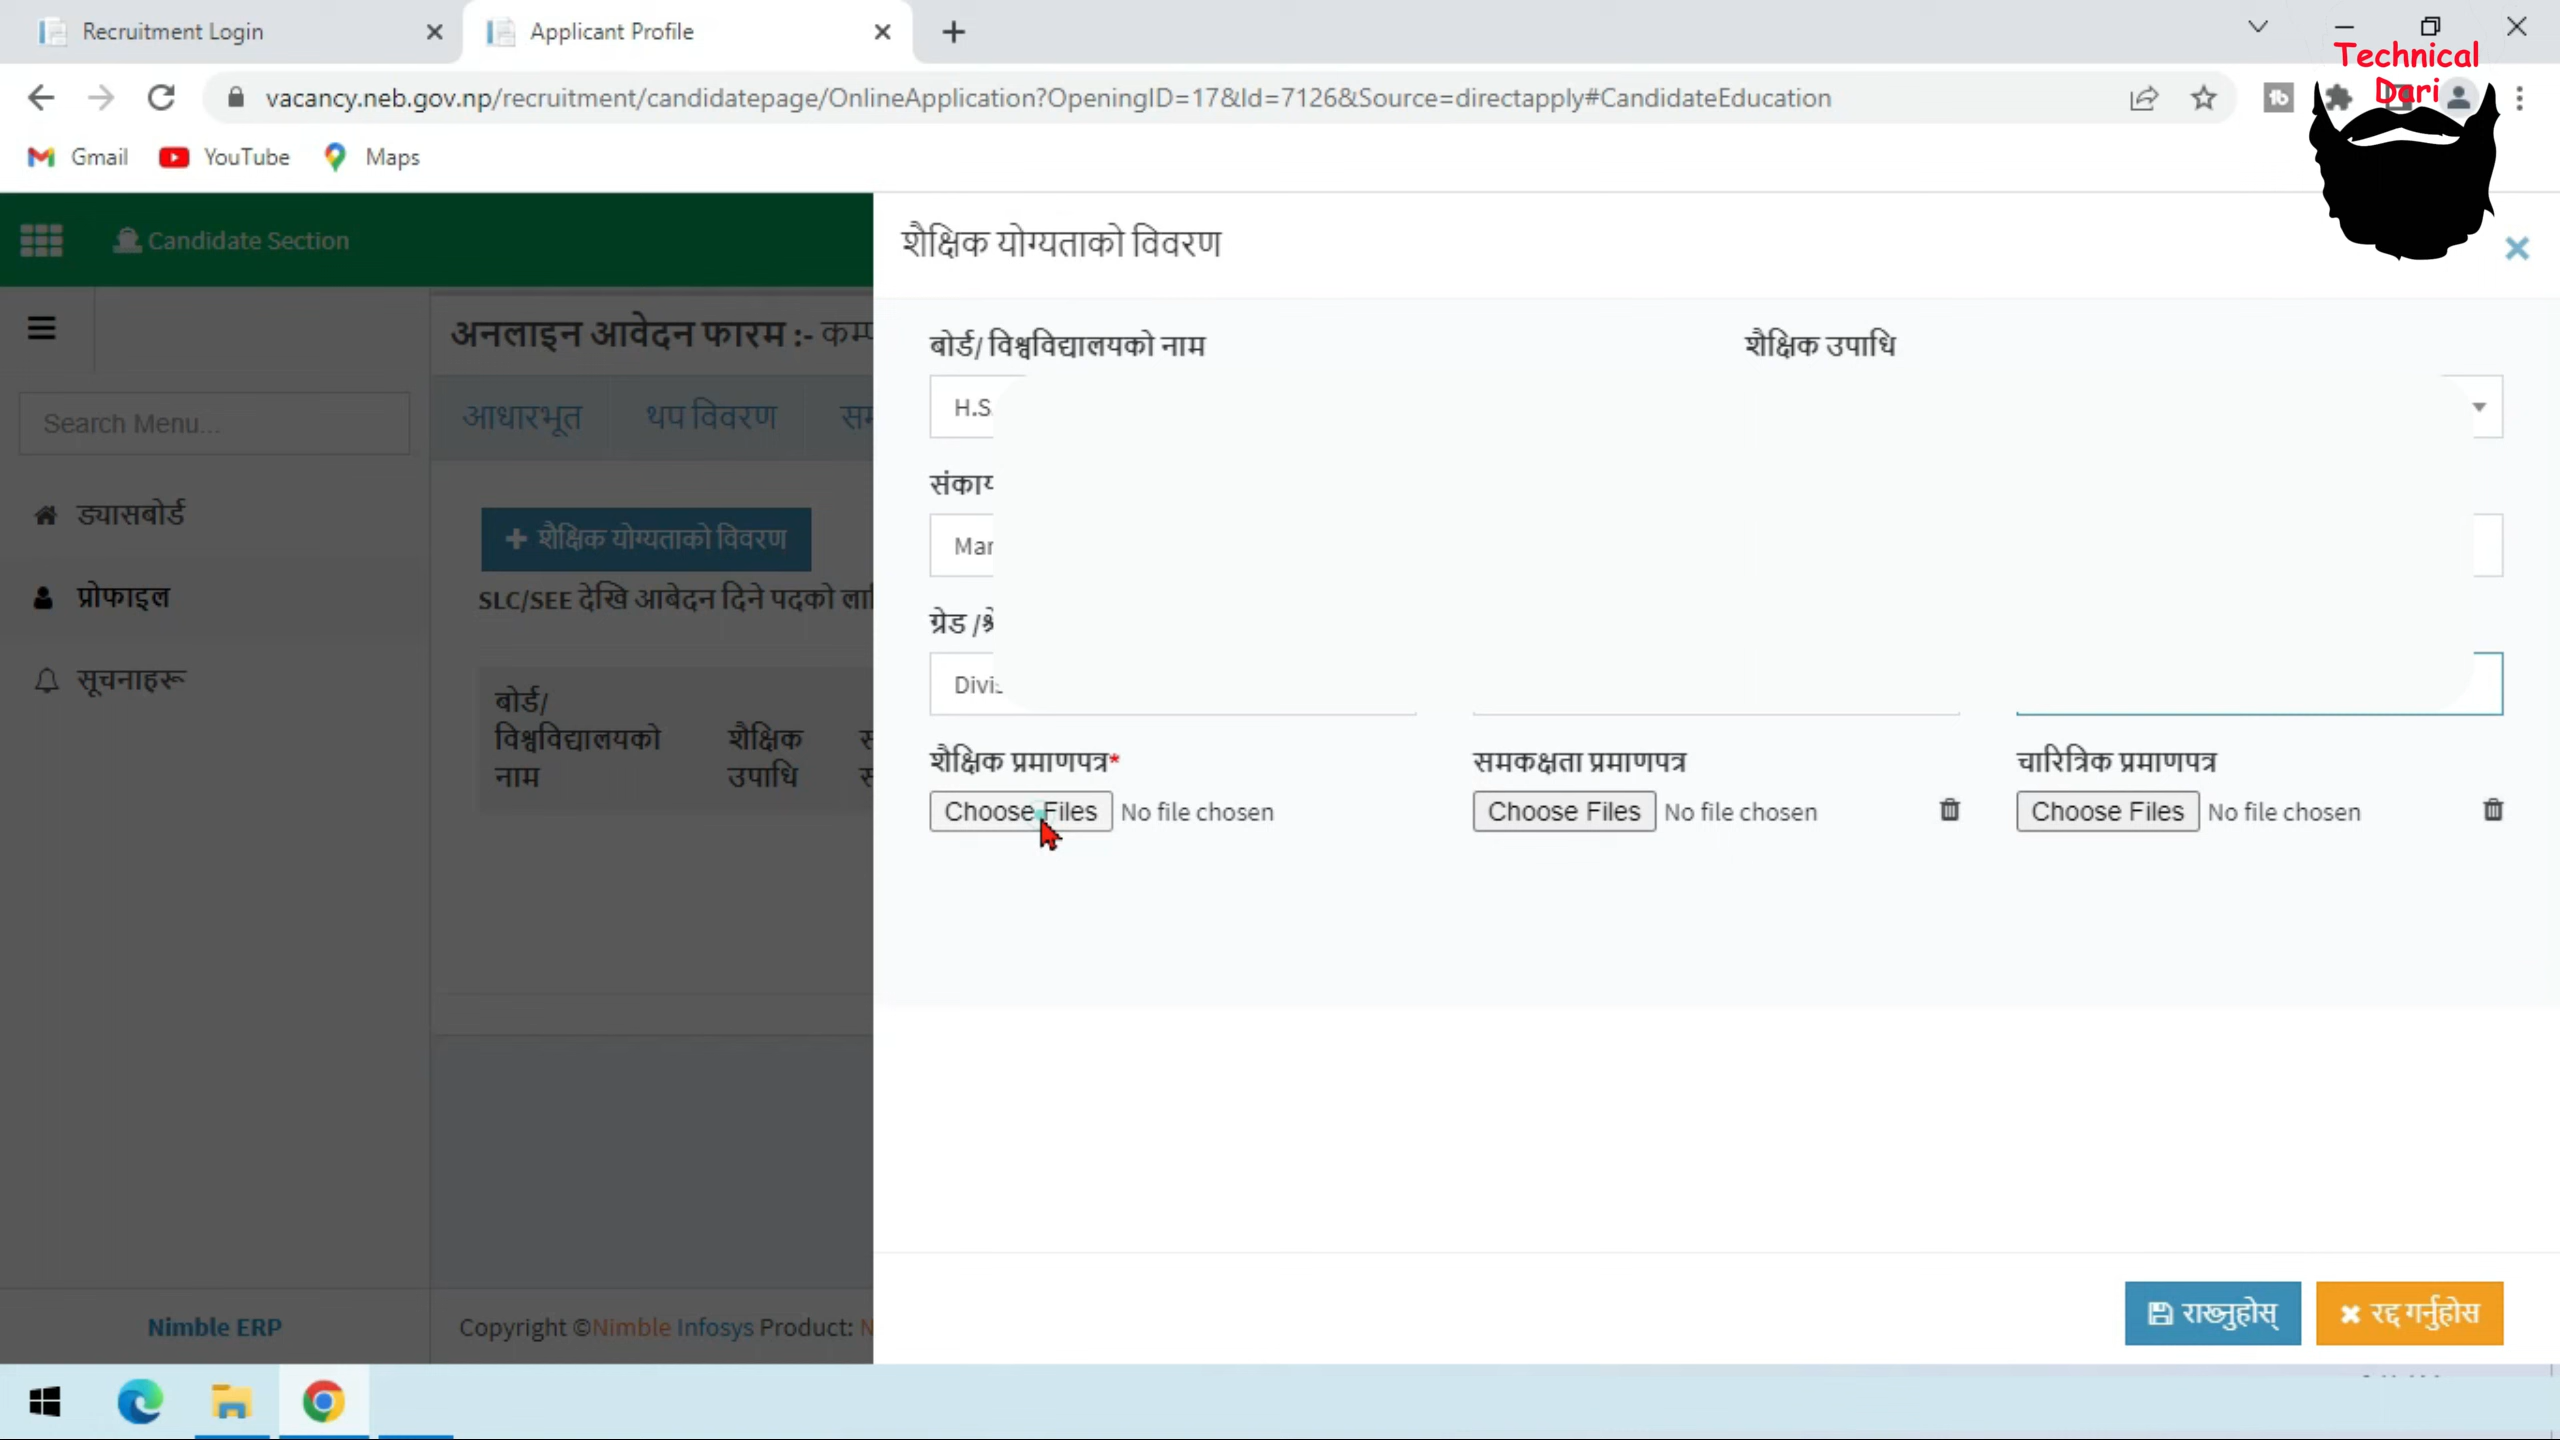 Recruitment Login
Applicant Profile
Technical
Dari
vacancy.neb.gov.np/recruitment/candidatepage/OnlineApplication?OpeningID=17&Id=7126&Source=directapply#CandidateEducation
Gmail YouTube Maps
Candidate Section
शैक्षिक योग्यताको विवरण
अनलाइन आवेदन फारम :-
Search Menu...
आधारभूत थप विवरण
ड्यासबोर्ड
प्रोफाइल
सूचनाहरू
+ शैक्षिक योग्यताको विवरण
SLC/SEE देखि आबेदन दिने पदको
बोर्ड/
विश्वविद्यालयको
नाम
शैक्षिक
उपाधि
बोर्ड/ विश्वविद्यालयको नाम
शैक्षिक उपाधि
H.S
संकाय
ग्रेड /
शैक्षिक प्रमाणपत्र*
समकक्षता प्रमाणपत्र
चारित्रिक प्रमाणपत्र
Choose Files No file chosen
Choose Files No file chosen
Choose Files No file chosen
राख्नुहोस्
रद्द गर्नुहोस
Nimble ERP
Copyright ©Nimble Infosys Product: